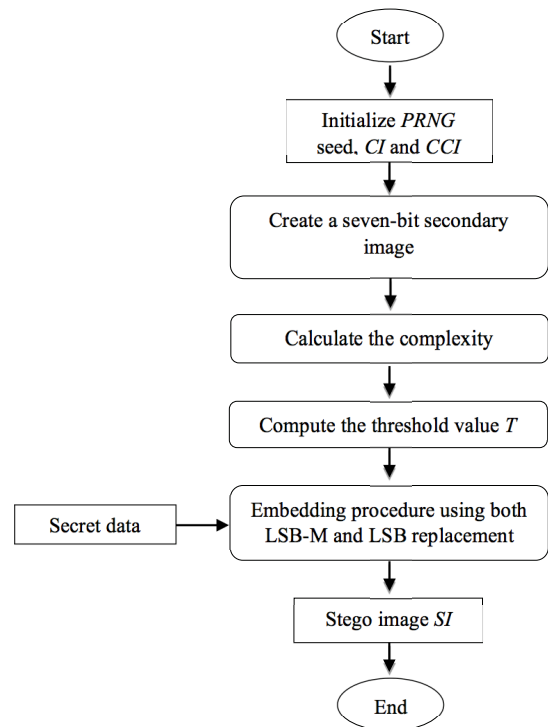 Start
Initialize PRNG
seed, CI and CCI
Create a seven-bit secondary
image
Calculate the complexity
Compute the threshold value T
Secret data
Embedding procedure using both
LSB-M and LSB replacement
Stego image SI
End